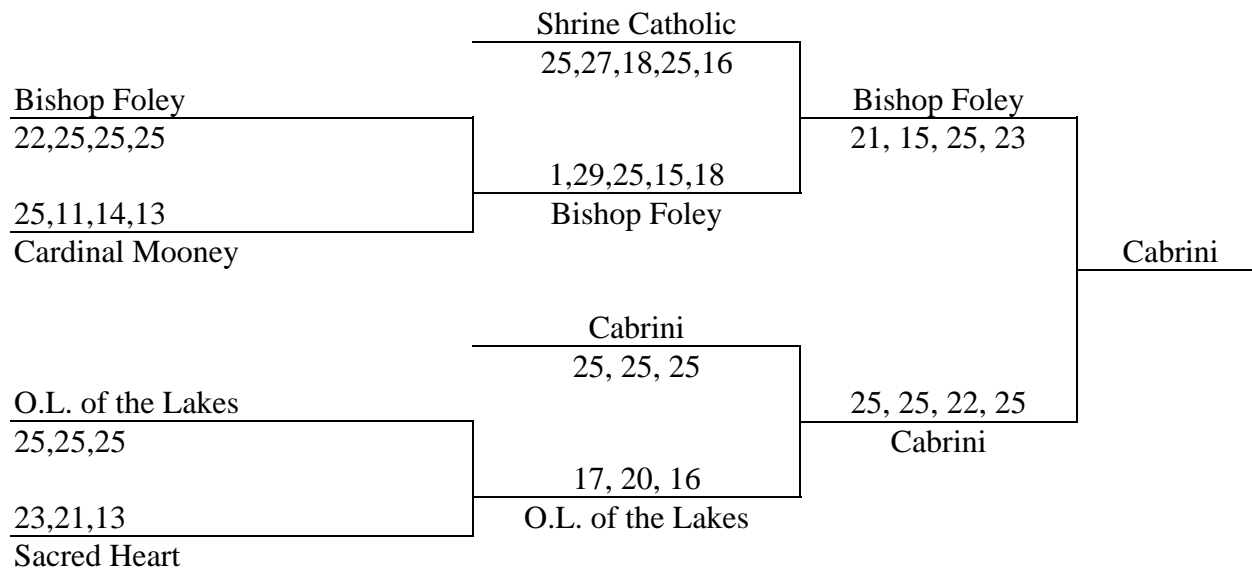 Shrine Catholic
25,27,18,25,16
Bishop Foley
22,25,25,25
Bishop Foley
21, 15, 25, 23
1,29,25,15,18
Bishop Foley
25,11,14,13
Cardinal Mooney
Cabrini
Cabrini
25, 25, 25
O.L. of the Lakes
25,25,25
25, 25, 22, 25
Cabrini
17, 20, 16
O.L. of the Lakes
23,21,13
Sacred Heart